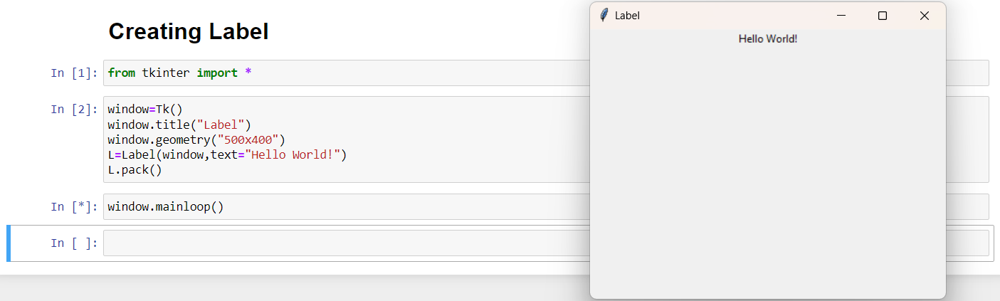 Creating Label
In [1]: from tkinter import *
In [2]: window=Tk()
window.title("Label")
window.geometry("500x400")
L=Label(window,text="Hello World!")
L.pack()
In [*]: window.mainloop()
In [ ]:
Label
Hello World!